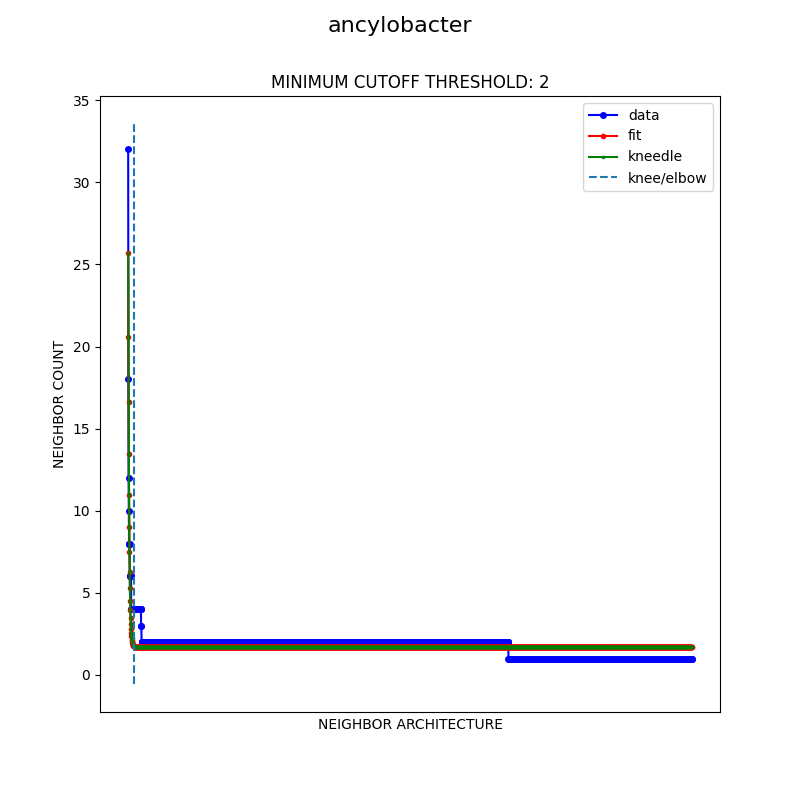 ancylobacter
MINIMUM CUTOFF THRESHOLD: 2
data
fit
kneedle
knee/elbow
35
30
25
20
15
10
5
0
NEIGHBOR COUNT
NEIGHBOR ARCHITECTURE